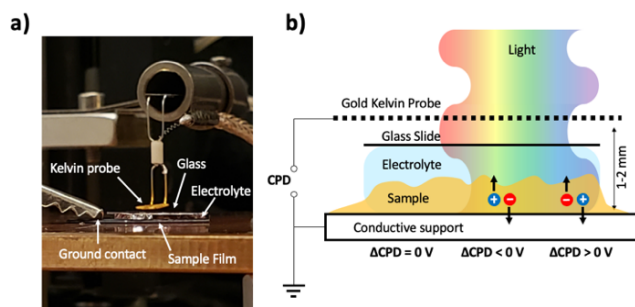 a)
Kelvin probe
Glass
Electrolyte
Ground contact
Sample Film
b)
Light
Gold Kelvin Probe
Glass Slide
Electrolyte
CPD
1-2 mm
Sample
+ −
− +
Conductive support
ΔCPD = 0 V ΔCPD < 0 V ΔCPD > 0 V